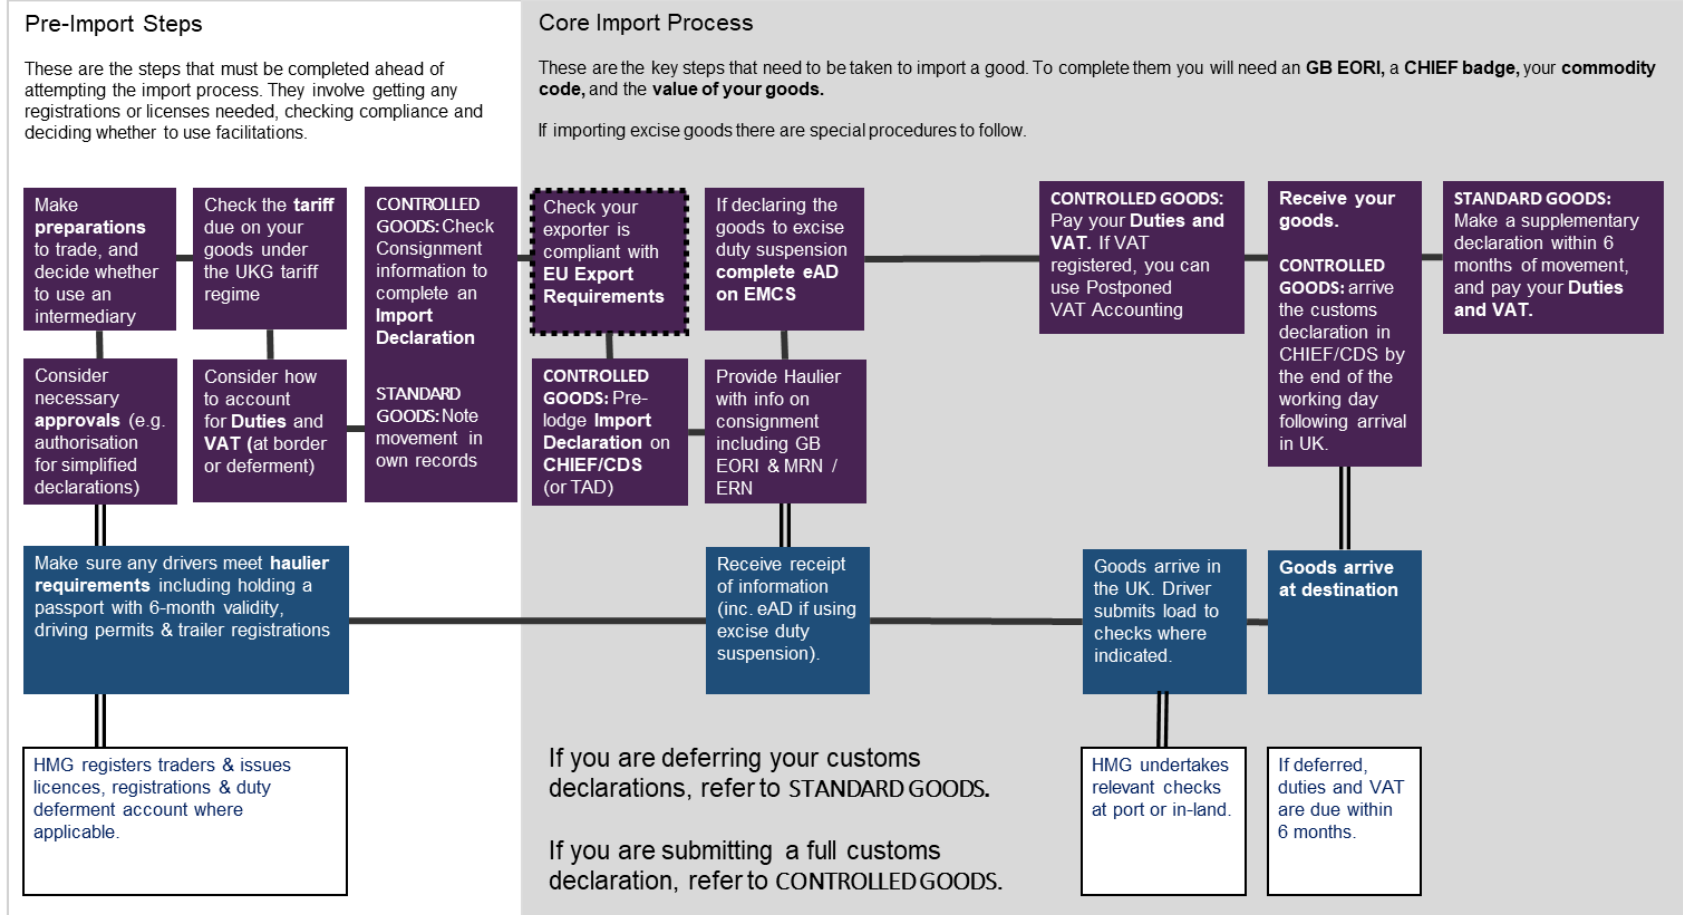 Pre-Import Steps
These are the steps that must be completed ahead of
attempting the import process. They involve getting any
registrations or licenses needed, checking compliance and
deciding whether to use facilitations.
Core Import Process
These are the key steps that need to be taken to import a good. To complete them you will need an GB EORI, a CHIEF badge, your commodity
code, and the value of your goods.
If importing excise goods there are special procedures to follow.
Make
preparations
to trade, and
decide whether
to use an
intermediary
Check the tariff
due on your
goods under
the UKG tariff
regime
CONTROLLED
GOODS: Check
Consignment
information to
complete an
Import
Declaration
STANDARD
GOODS: Note
movement in
own records
Check your
exporter is
compliant with
EU Export
Requirements
If declaring the
goods to excise
duty suspension
complete eAD
on EMCS
CONTROLLED GOODS:
Pay your Duties and
VAT. If VAT
registered, you can
use Postponed
VAT Accounting
Receive your
goods.
CONTROLLED
GOODS: arrive
the customs
declaration in
CHIEF/CDS by
the end of the
working day
following arrival
in UK.
STANDARD GOODS:
Make a supplementary
declaration within 6
months of movement,
and pay your Duties
and VAT.
Consider
necessary
approvals (e.g.
authorisation
for simplified
declarations)
Consider how
to account
for Duties and
VAT (at border
or deferment)
CONTROLLED
GOODS: Pre-
lodge Import
Declaration on
CHIEF/CDS
(or TAD)
Provide Haulier
with info on
consignment
including GB
EORI & MRN /
ERN
Make sure any drivers meet haulier
requirements including holding a
passport with 6-month validity,
driving permits & trailer registrations
Receive receipt
of information
(inc. eAD if using
excise duty
suspension).
Goods arrive in
the UK. Driver
submits load to
checks where
indicated.
Goods arrive
at destination
HMG registers traders & issues
licences, registrations & duty
deferment account where
applicable.
If you are deferring your customs
declarations, refer to STANDARD GOODS.
If you are submitting a full customs
declaration, refer to CONTROLLED GOODS.
HMG undertakes
relevant checks
at port or in-land.
If deferred,
duties and VAT
are due within
6 months.